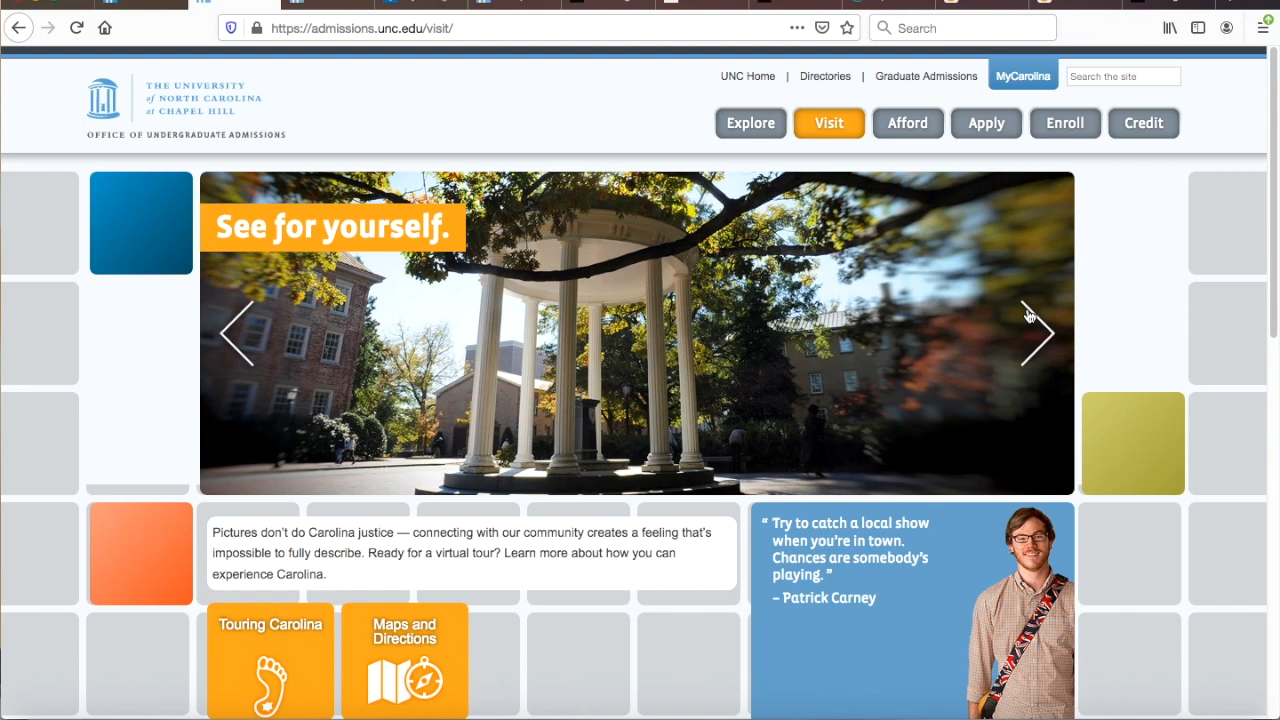 https://admissions.unc.edu/visit/
Search
THE UNIVERSITY
of NORTH CAROLINA
at CHAPEL HILL
OFFICE OF UNDERGRADUATE ADMISSIONS
UNC Home | Directories | Graduate Admissions
MyCarolina
Search the site
Explore
Visit
Afford
Apply
Enroll
Credit
See for yourself.
Pictures don't do Carolina justice — connecting with our community creates a feeling that's
impossible to fully describe. Ready for a virtual tour? Learn more about how you can
experience Carolina.
Touring Carolina
Maps and
Directions
“ Try to catch a local show
when you're in town.
Chances are somebody's
playing. ”
– Patrick Carney